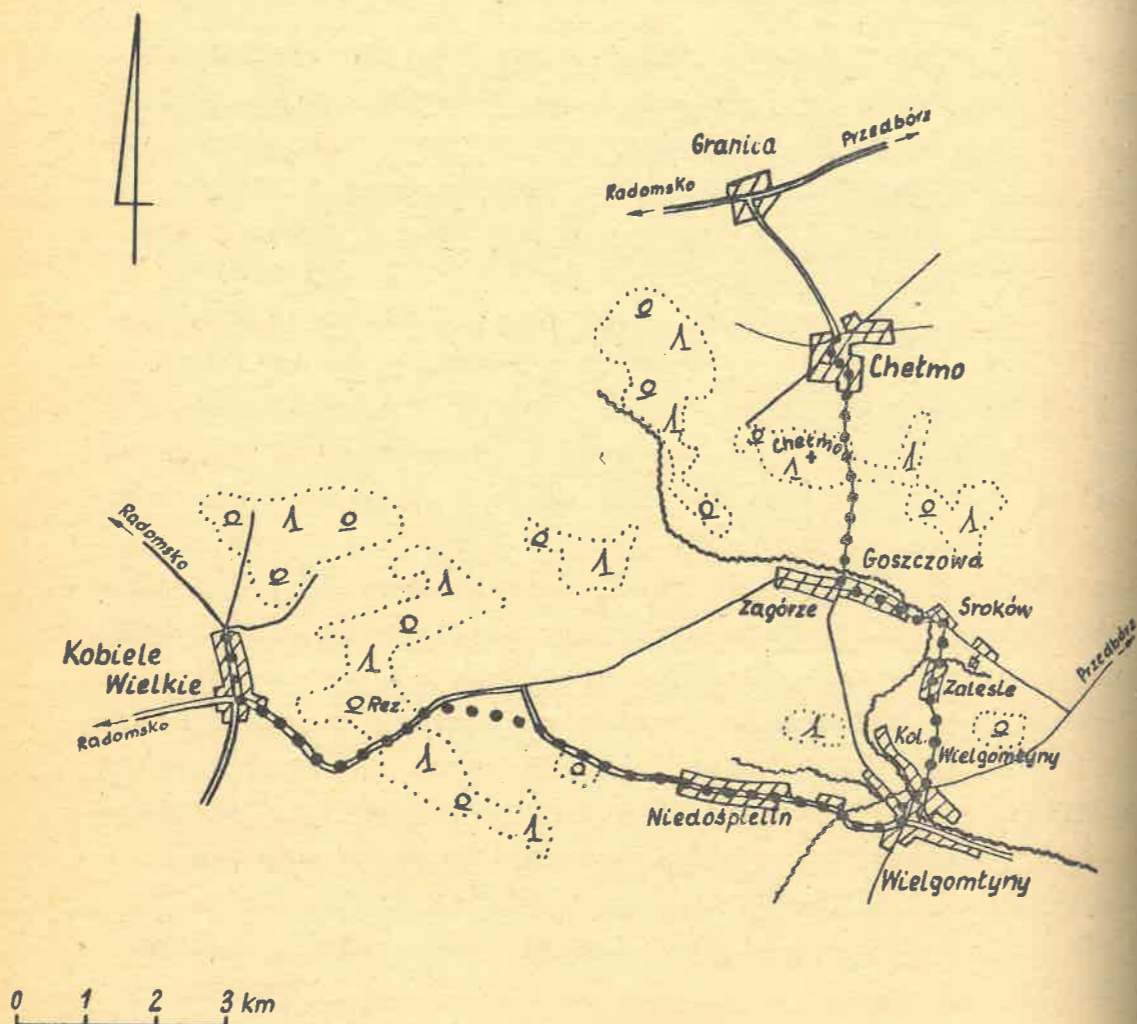 Przedbórz
Granica
Radomsko
Chełmo
Chełmo
Radomsko
Goszczowa
Zagórze
Sroków
Przedbórz
Kobiele
Wielkie
Zalesie
Rez.
Radomsko
Kol.
Wielgomłyny
Niedośpielin
Wielgomłyny
0 1 2 3 km